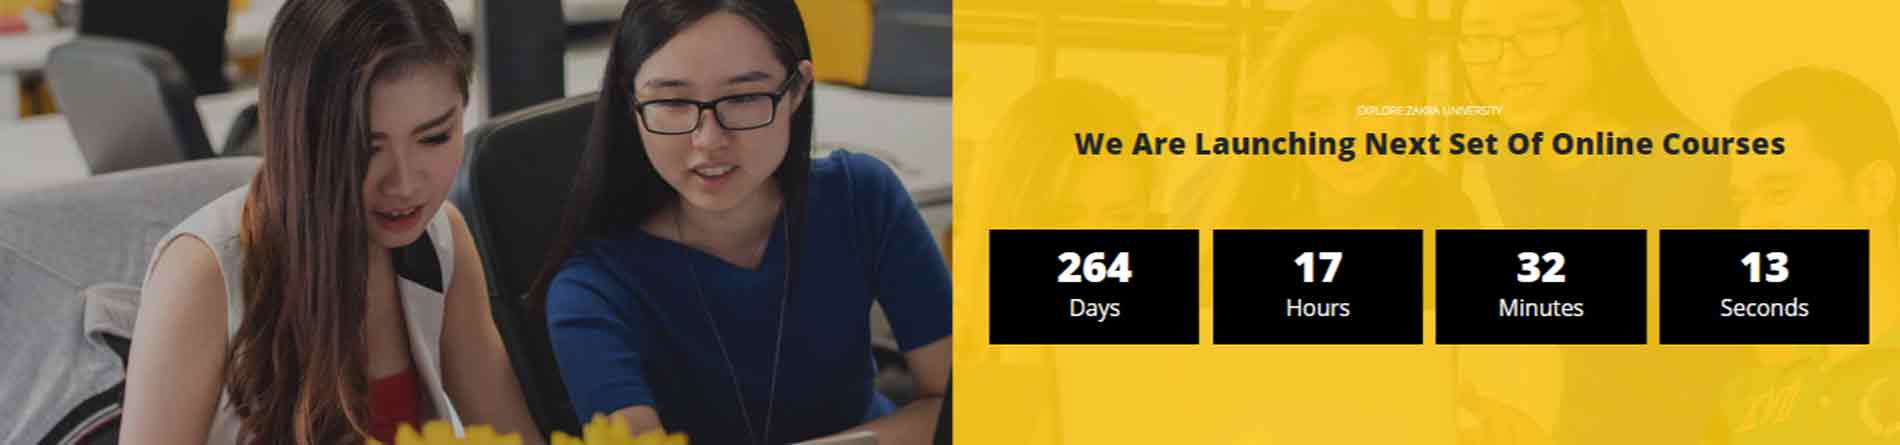 EXPLORE ZAKRA UNIVERSITY
We Are Launching Next Set Of Online Courses
264
Days
17
Hours
32
Minutes
13
Seconds